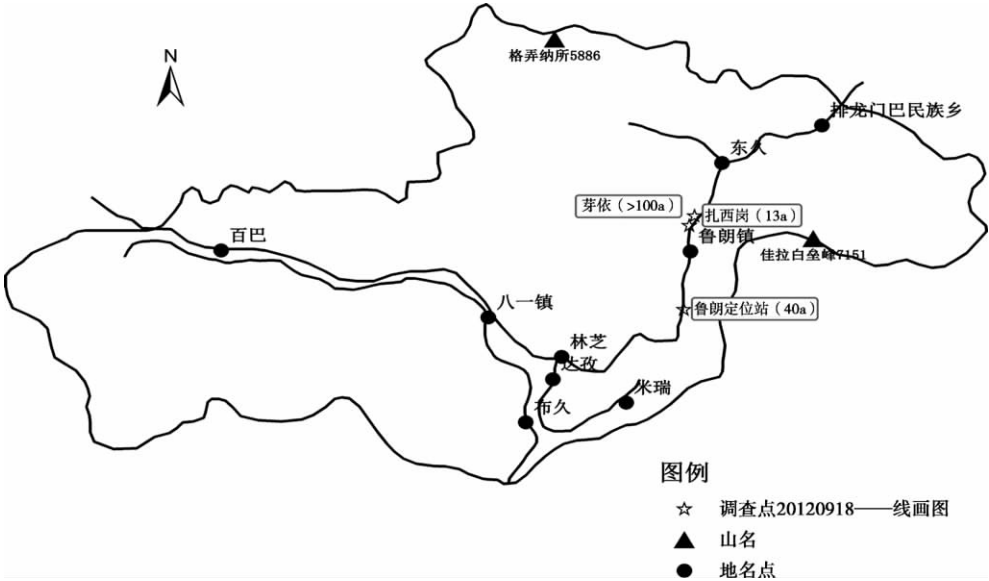 N
格弄纳所5886
排龙门巴民族乡
东久
芽依（>100a）
扎西岗（13a）
鲁朗镇
百巴
佳拉白垒峰7151
八一镇
鲁朗定位站（40a）
林芝
达孜
米瑞
布久
图例
调查点20120918——线画图
山名
地名点